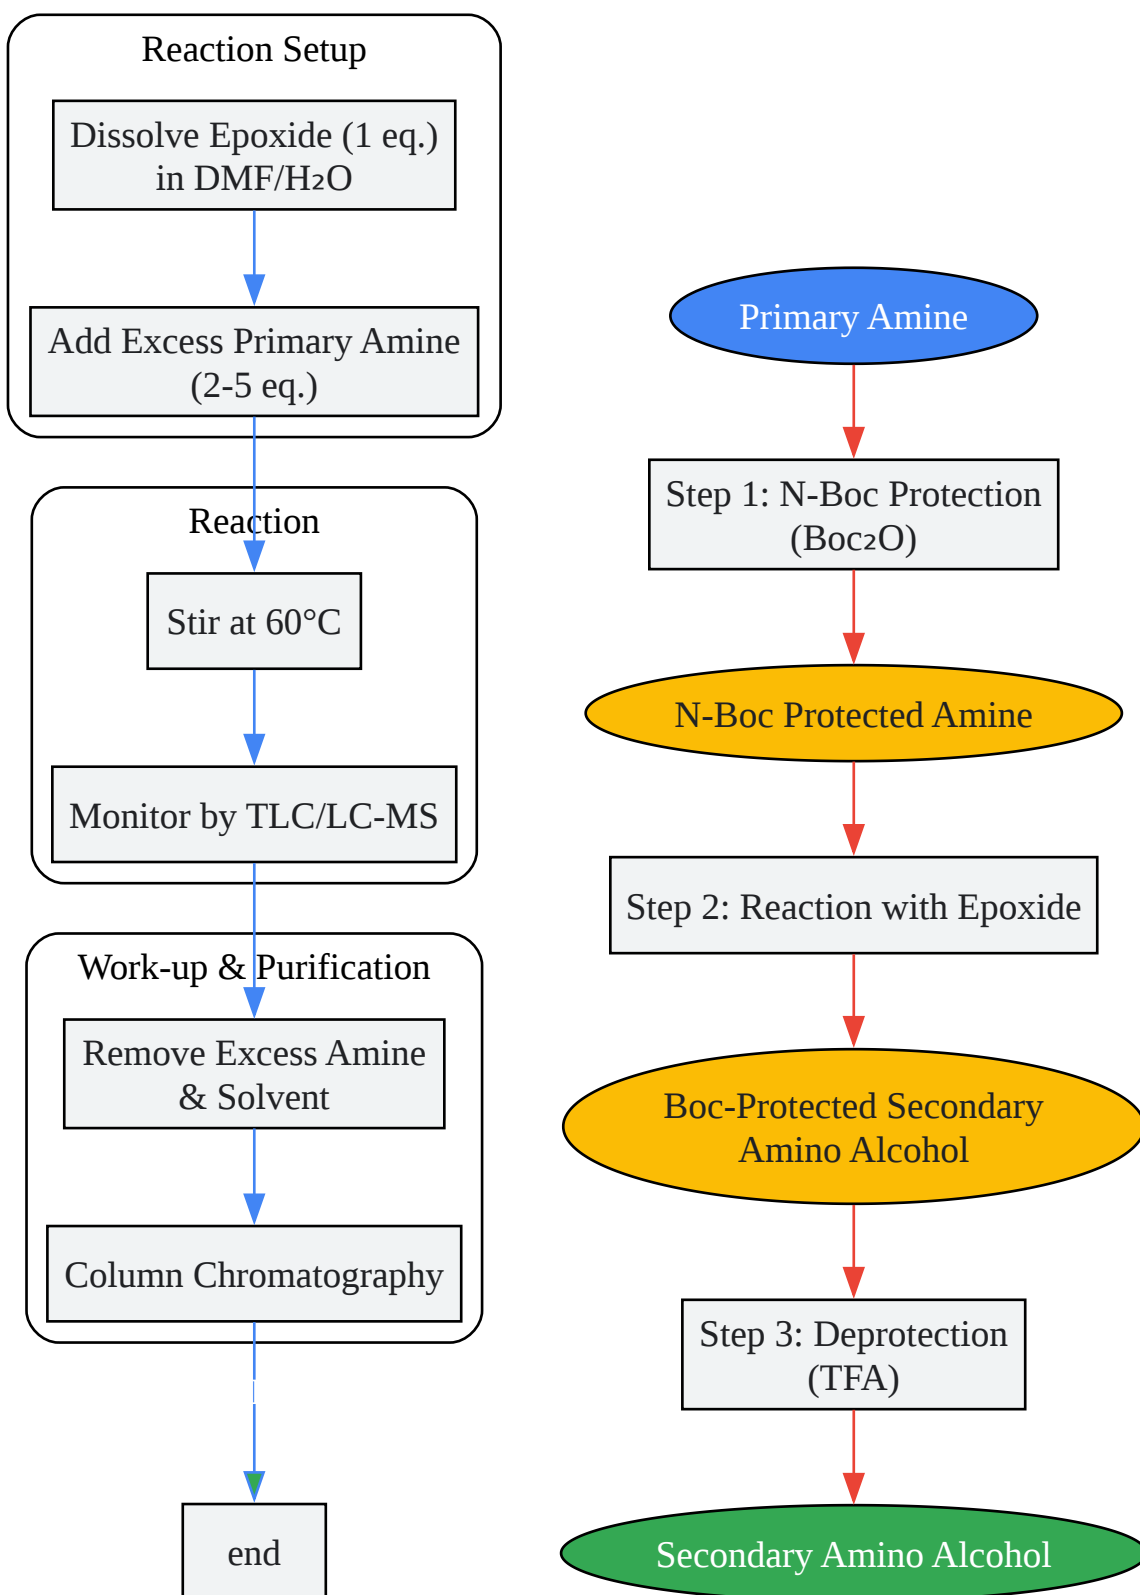 Reaction Setup
Dissolve Epoxide (1 eq.)
in DMF/H₂O
Add Excess Primary Amine
(2-5 eq.)
Reaction
Stir at 60°C
Monitor by TLC/LC-MS
Work-up & Purification
Remove Excess Amine
& Solvent
Column Chromatography
end
Primary Amine
Step 1: N-Boc Protection
(Boc₂O)
N-Boc Protected Amine
Step 2: Reaction with Epoxide
Boc-Protected Secondary
Amino Alcohol
Step 3: Deprotection
(TFA)
Secondary Amino Alcohol